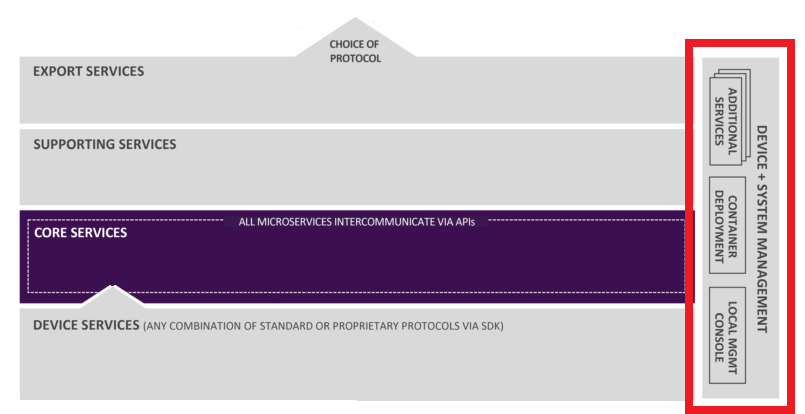 CHOICE OF
PROTOCOL
EXPORT SERVICES
SUPPORTING SERVICES
ALL MICROSERVICES INTERCOMMUNICATE VIA APIs
CORE SERVICES
DEVICE SERVICES (ANY COMBINATION OF STANDARD OR PROPRIETARY PROTOCOLS VIA SDK)
DEVICE + SYSTEM MANAGEMENT
ADDITIONAL
SERVICES
CONTAINER
DEPLOYMENT
LOCAL MGMT
CONSOLE